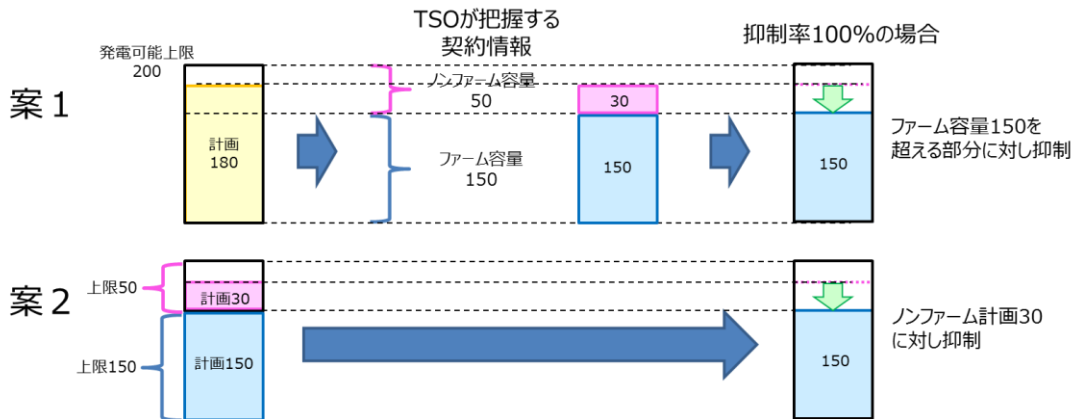 TSOが把握する
契約情報
抑制率100%の場合
発電可能上限
200
案1
計画
180
ノンファーム容量
50
ファーム容量
150
30
150
150
ファーム容量150を
超える部分に対し抑制
案2
上限50
計画30
上限150
計画150
150
ノンファーム計画30
に対し抑制